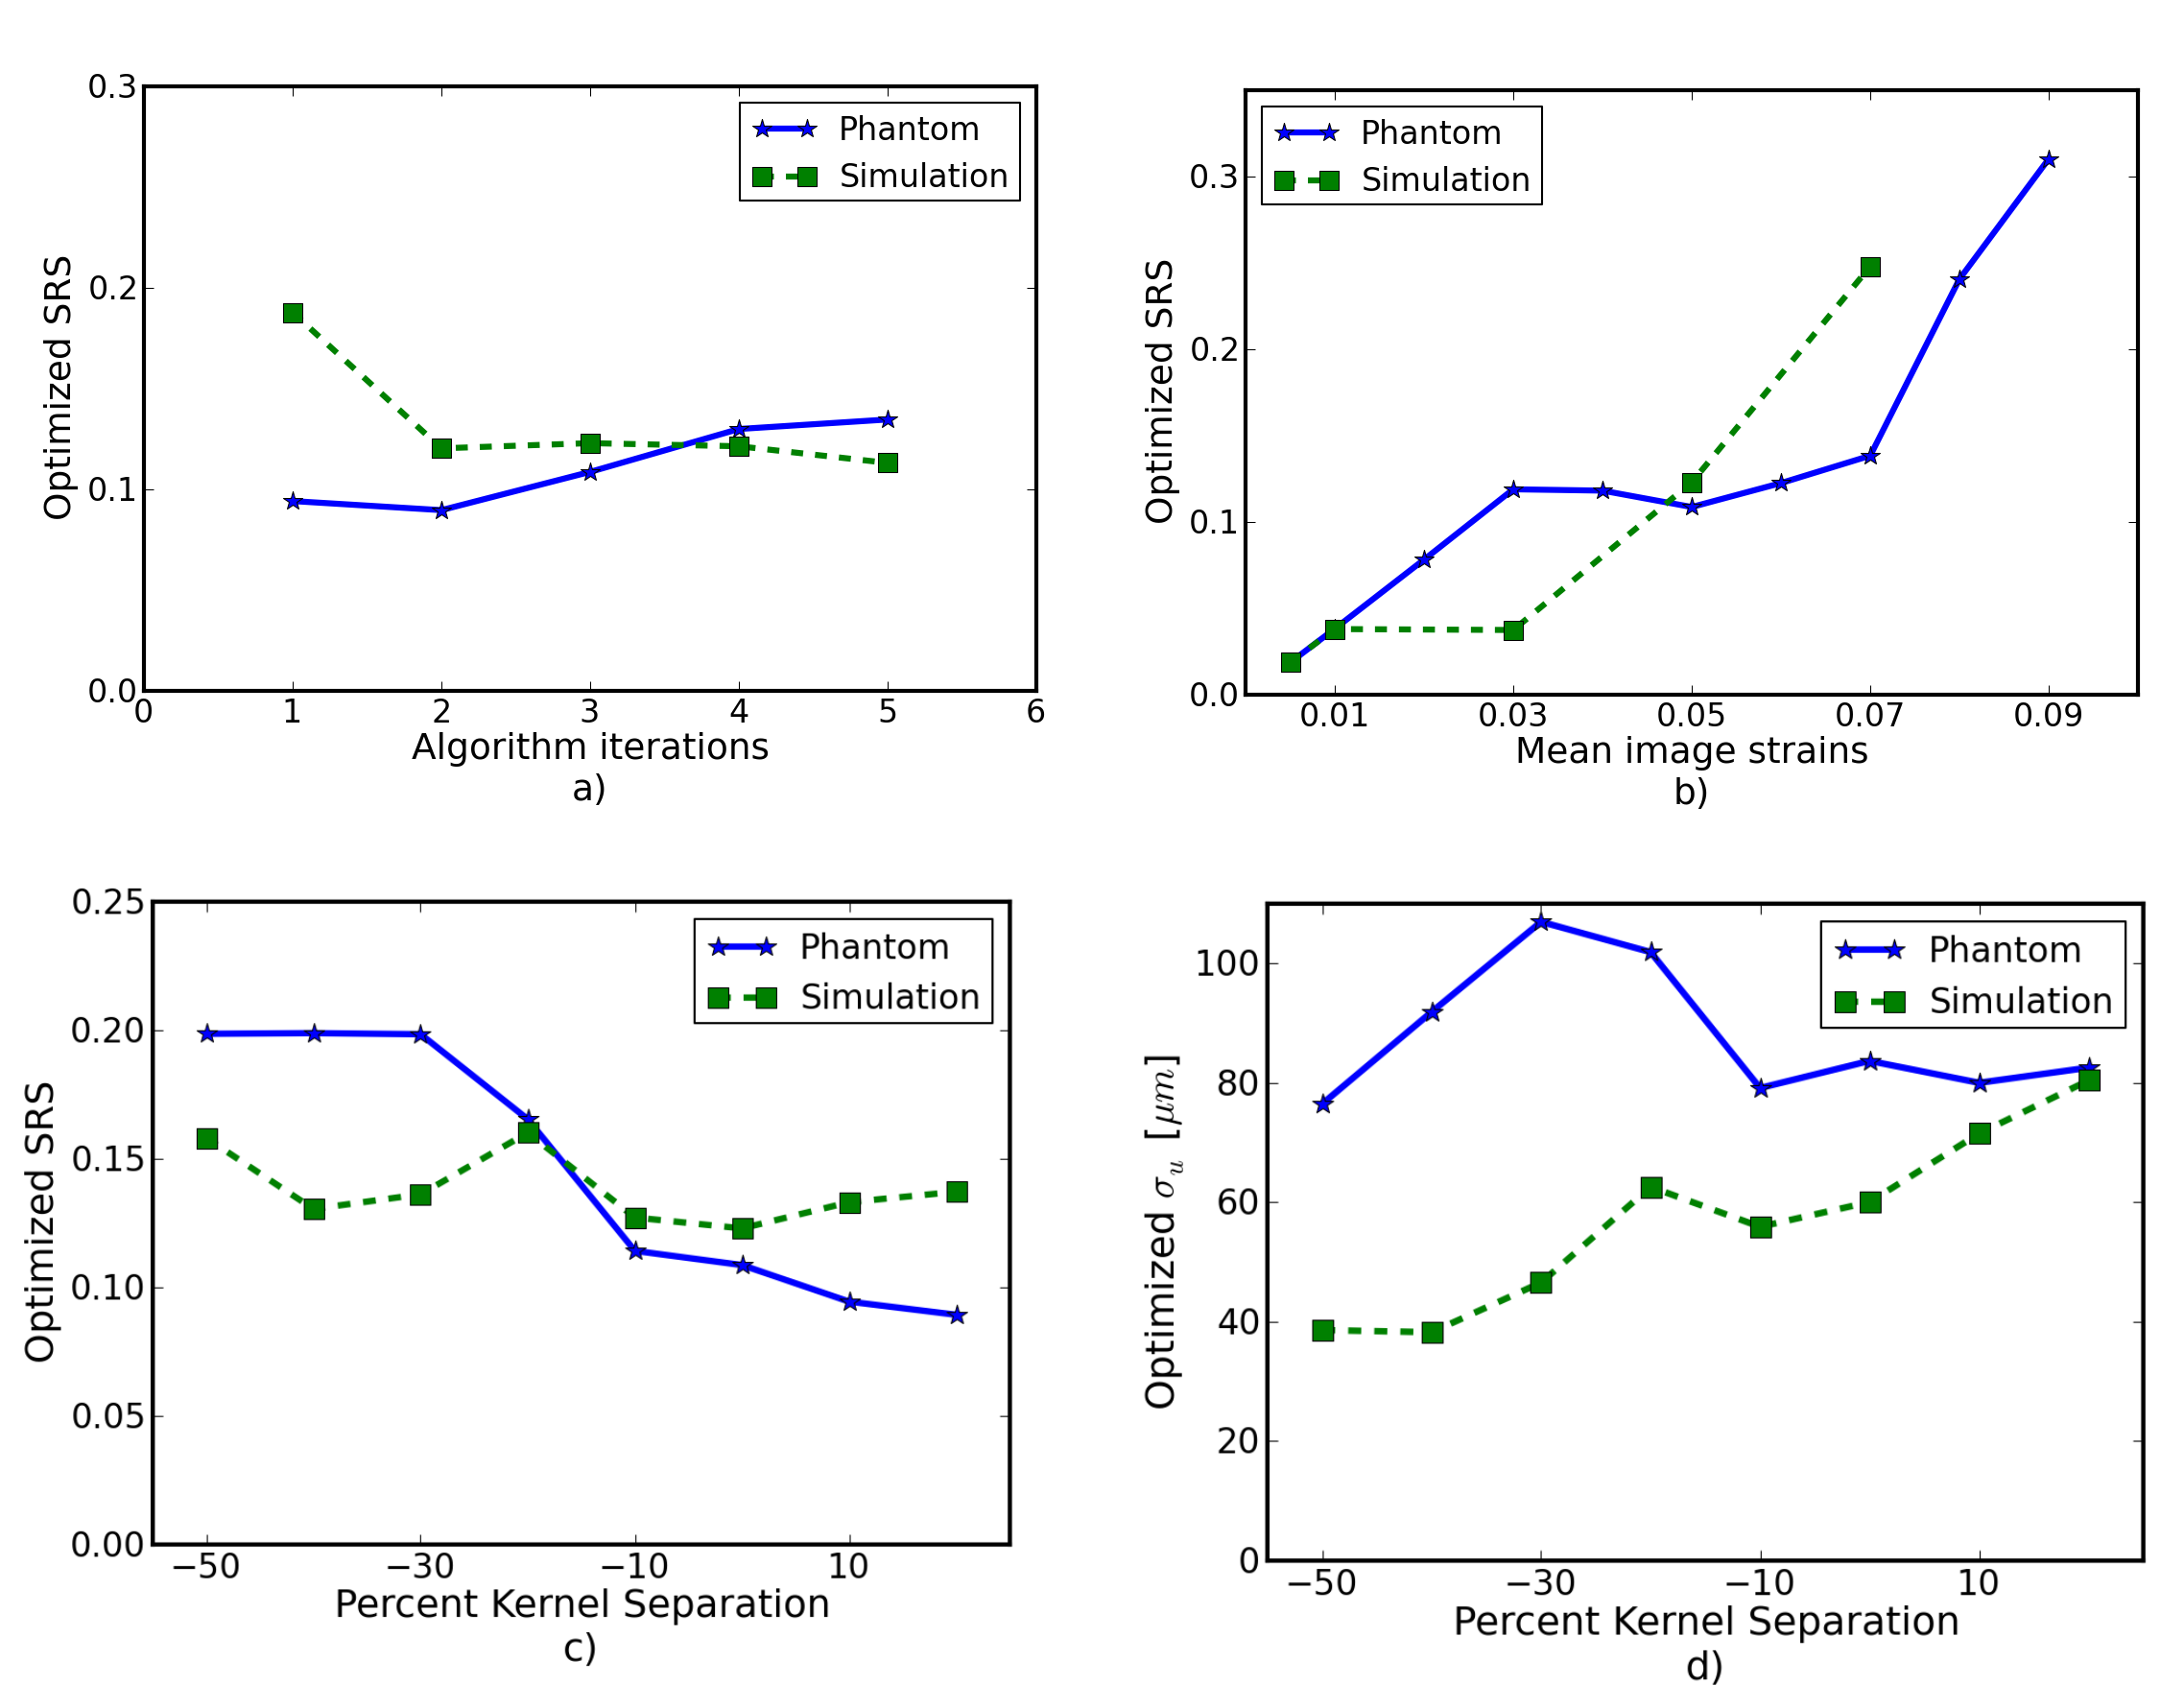 0.3
0.2
0.1
0.0
Optimized SRS
Phantom
Simulation
0 1 2 3 4 5 6
Algorithm iterations
a)
0.3
0.2
0.1
0.0
Optimized SRS
Phantom
Simulation
0.01 0.03 0.05 0.07 0.09
Mean image strains
b)
0.25
0.20
0.15
0.10
0.05
0.00
Optimized SRS
Phantom
Simulation
−50 −30 −10 10
Percent Kernel Separation
c)
100
80
60
40
20
0
Optimized σu [μm]
Phantom
Simulation
−50 −30 −10 10
Percent Kernel Separation
d)